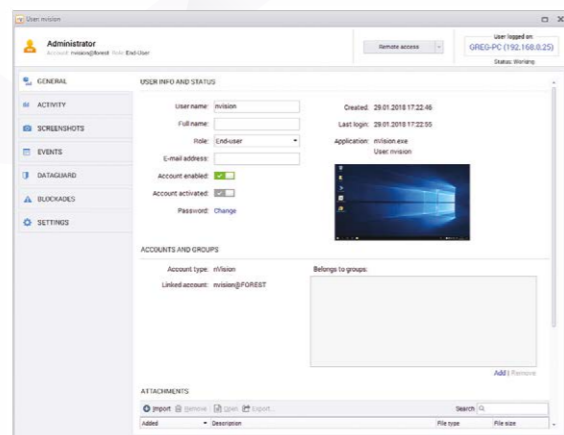 User nvision
Administrator
Account: nvision@forest Role: End-User
Remote access
User logged on:
GREG-PC (192.168.0.25)
Status: Working
GENERAL
ACTIVITY
SCREENSHOTS
EVENTS
DATAGUARD
BLOCKADES
SETTINGS
USER INFO AND STATUS
User name: nvision
Full name:
Role: End-user
E-mail address:
Account enabled:
Account activated:
Password: Change
Created: 29.01.2018 17:22:46
Last login: 29.01.2018 17:22:55
Application: nVision.exe
User nvision
ACCOUNTS AND GROUPS
Account type: nVision
Linked account: nvision@FOREST
Belongs to groups:
Add | Remove
ATTACHMENTS
Import Remove Open Export...
Search
Added Description File type File size